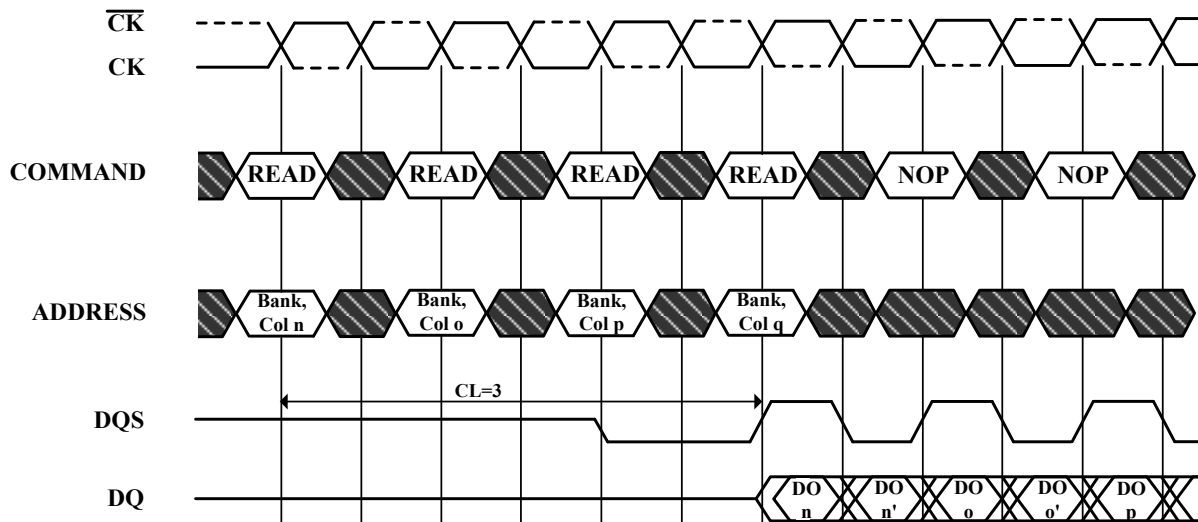 CK
CK
COMMAND READ READ READ READ NOP NOP
ADDRESS Bank, Col n Bank, Col o Bank, Col p Bank, Col q
CL=3
DQS
DQ DO n DO n' DO o DO o' DO p